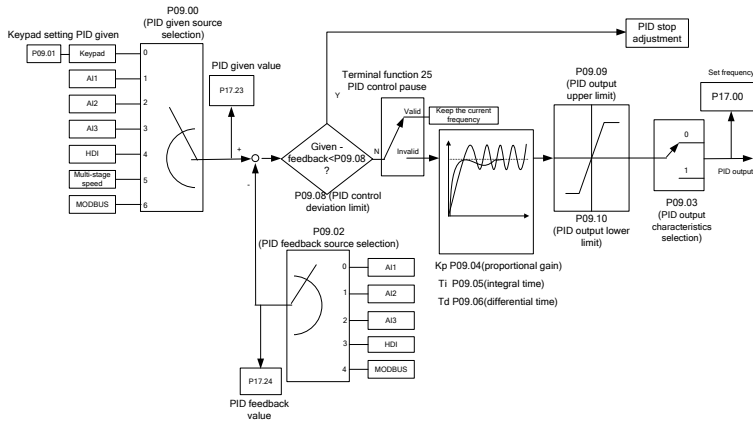 P09.00
(PID given source
selection)
Keypad setting PID given
P09.01
Keypad
0
AI1
1
AI2
2
AI3
3
HDI
4
Multi-stage
speed
5
MODBUS
6
PID given value
P17.23
+
-
Y
Given -
feedback<P09.08
?
N
P09.08 (PID control
deviation limit)
PID stop
adjustment
Terminal function 25
PID control pause
Valid
Invalid
Keep the current
frequency
Kp P09.04(proportional gain)
Ti P09.05(integral time)
Td P09.06(differential time)
P09.09
(PID output
upper limit)
P09.10
(PID output lower
limit)
Set frequency
P17.00
0
1
PID output
P09.03
(PID output
characteristics
selection)
P09.02
(PID feedback source selection)
0
AI1
1
AI2
2
AI3
3
HDI
4
MODBUS
P17.24
PID feedback
value